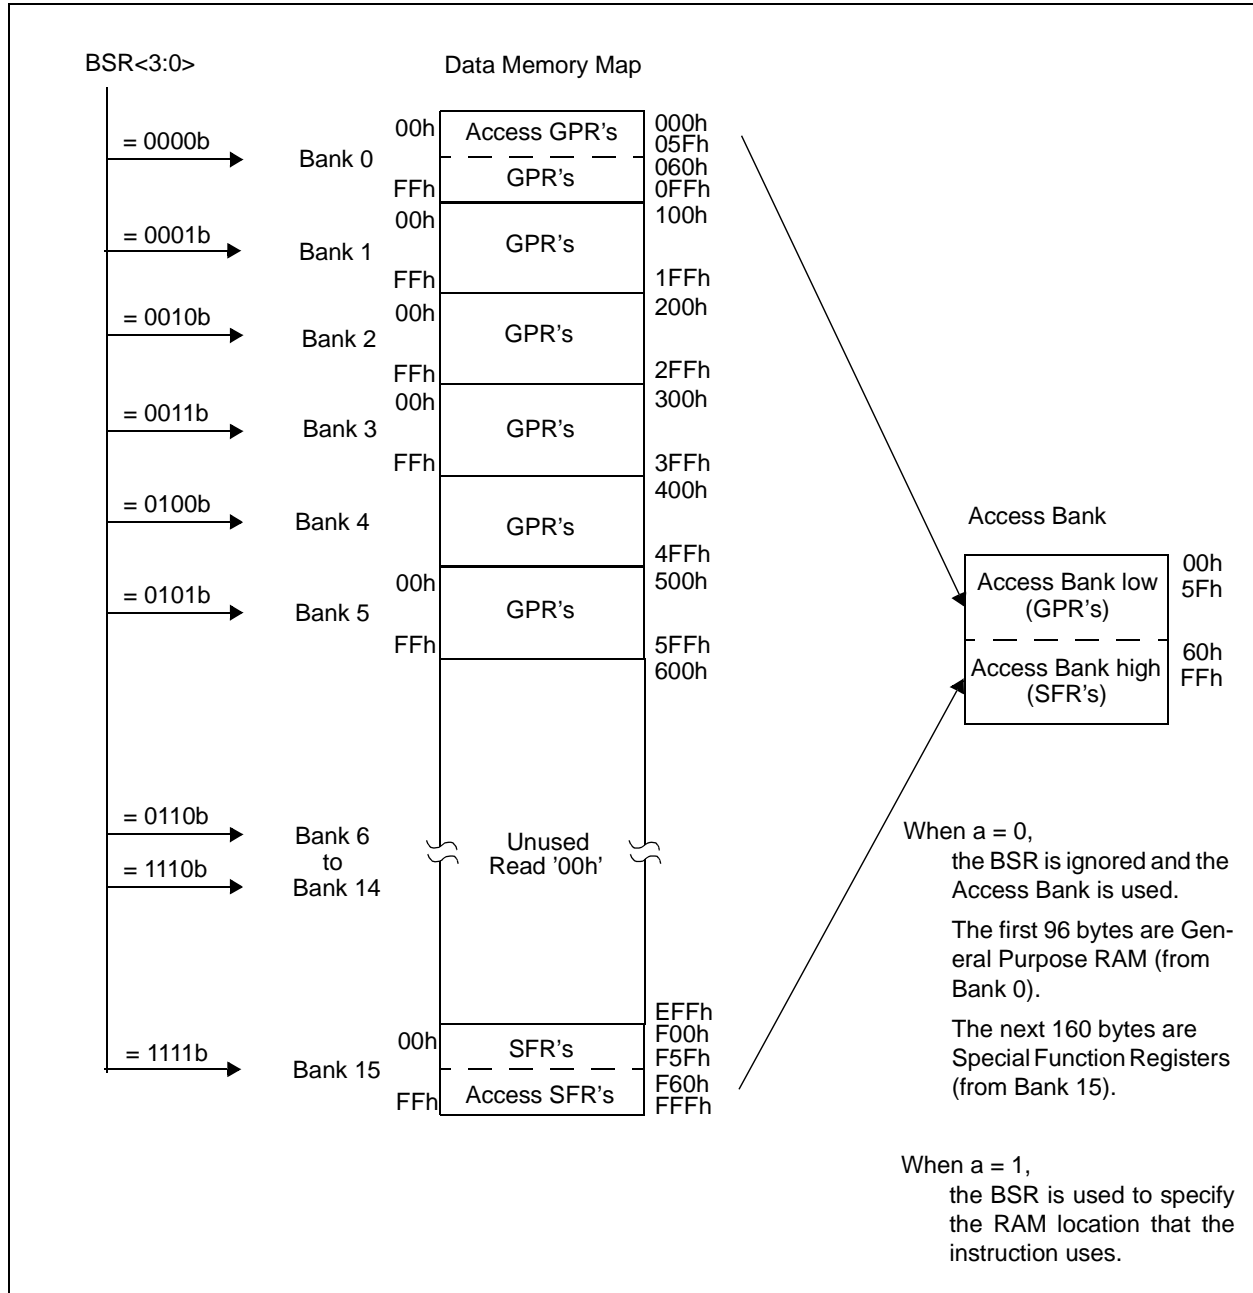 BSR<3:0>
Data Memory Map
= 0000b
Bank 0
00h
Access GPR's
000h
05Fh
060h
FFh
GPR's
0FFh
= 0001b
Bank 1
00h
GPR's
100h
FFh
1FFh
= 0010b
Bank 2
00h
GPR's
200h
FFh
2FFh
= 0011b
Bank 3
00h
GPR's
300h
FFh
3FFh
= 0100b
Bank 4
GPR's
400h
4FFh
= 0101b
Bank 5
00h
GPR's
500h
FFh
5FFh
600h
= 0110b
= 1110b
Bank 6
to
Bank 14
Unused
Read '00h'
EFFh
= 1111b
Bank 15
00h
SFR's
F00h
F5Fh
FFh
Access SFR's
F60h
FFFh
Access Bank
Access Bank low
(GPR's)
00h
5Fh
Access Bank high
(SFR's)
60h
FFh
When a = 0,
the BSR is ignored and the
Access Bank is used.
The first 96 bytes are Gen-
eral Purpose RAM (from
Bank 0).
The next 160 bytes are
Special Function Registers
(from Bank 15).
When a = 1,
the BSR is used to specify
the RAM location that the
instruction uses.